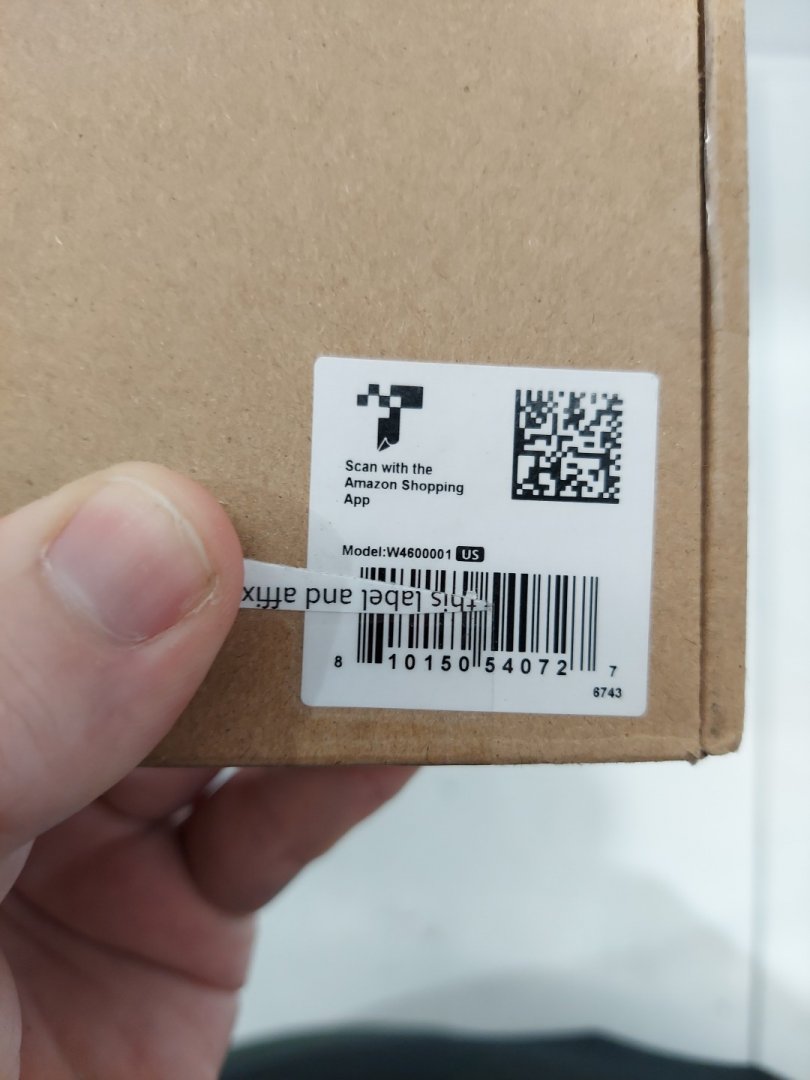 Scan with the
Amazon Shopping
App
Model:W4600001 US
this label and affix
8 10150 54072 7
6743